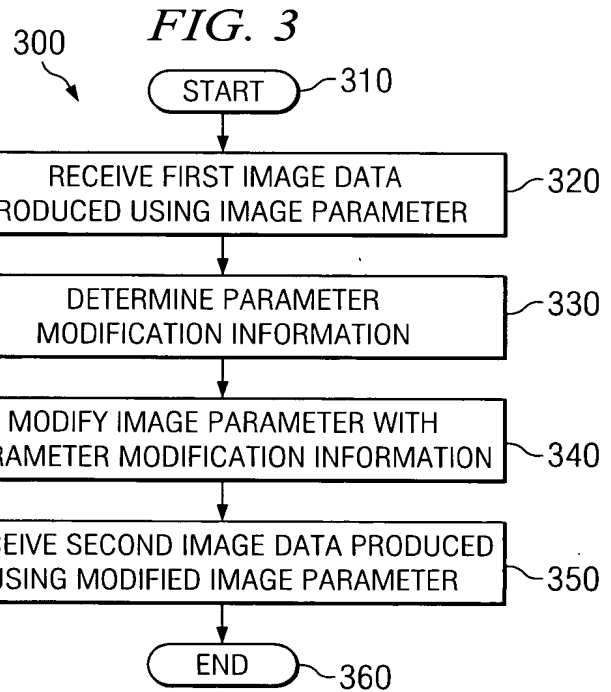 FIG. 3
300
START
310
RECEIVE FIRST IMAGE DATA
RODUCED USING IMAGE PARAMETER
320
DETERMINE PARAMETER
MODIFICATION INFORMATION
330
MODIFY IMAGE PARAMETER WITH
RAMETER MODIFICATION INFORMATION
340
CEIVE SECOND IMAGE DATA PRODUCED
USING MODIFIED IMAGE PARAMETER
350
END
360